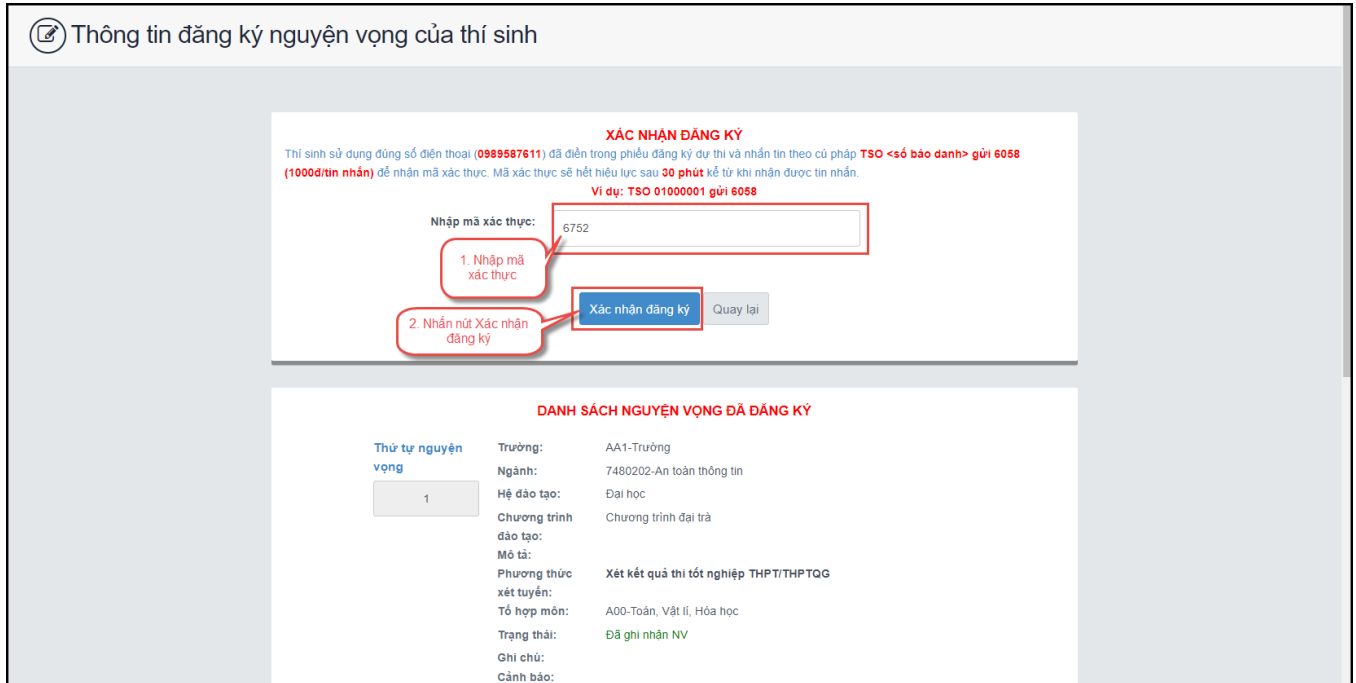 Thông tin đăng ký nguyện vọng của thí sinh
XÁC NHẬN ĐĂNG KÝ
Thí sinh sử dụng đúng số điện thoại (0989587611) đã điền trong phiếu đăng ký dự thi và nhắn tin theo cú pháp TSO <số báo danh> gửi 6058
(1000đ/tin nhắn) để nhận mã xác thực. Mã xác thực sẽ hết hiệu lực sau 30 phút kể từ khi nhận được tin nhắn.
Ví dụ: TSO 01000001 gửi 6058
Nhập mã xác thực:
6752
1. Nhập mã
xác thực
Xác nhận đăng ký
Quay lại
2. Nhấn nút Xác nhận
đăng ký
DANH SÁCH NGUYỆN VỌNG ĐÃ ĐĂNG KÝ
Thứ tự nguyện
vọng
1
Trường: AA1-Trường
Ngành: 7480202-An toàn thông tin
Hệ đào tạo: Đại học
Chương trình Chương trình đại trà
đào tạo:
Mô tả:
Phương thức Xét kết quả thi tốt nghiệp THPT/THPTQG
xét tuyển:
Tổ hợp môn: A00-Toán, Vật lí, Hóa học
Trạng thái: Đã ghi nhận NV
Ghi chú:
Cảnh báo: